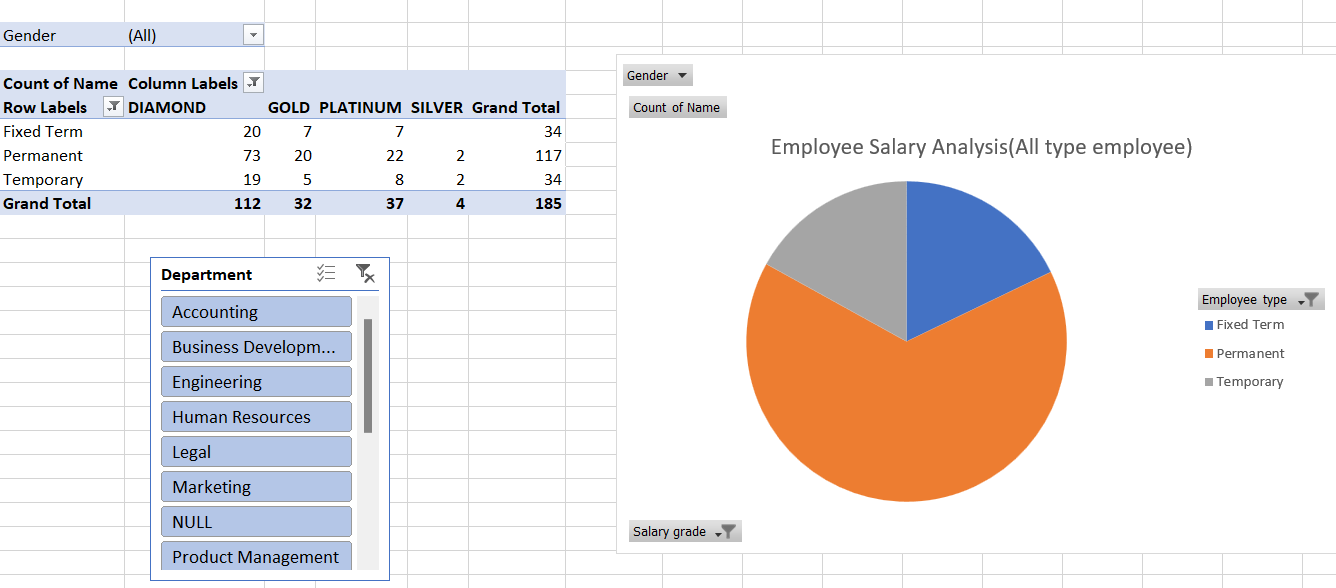 Gender (All)
Count of Name Column Labels
Row Labels DIAMOND GOLD PLATINUM SILVER Grand Total
Fixed Term 20 7 7 34
Permanent 73 20 22 2 117
Temporary 19 5 8 2 34
Grand Total 112 32 37 4 185
Department
Accounting
Business Developm...
Engineering
Human Resources
Legal
Marketing
NULL
Product Management
Gender
Count of Name
Employee Salary Analysis(All type employee)
Employee type
Fixed Term
Permanent
Temporary
Salary grade